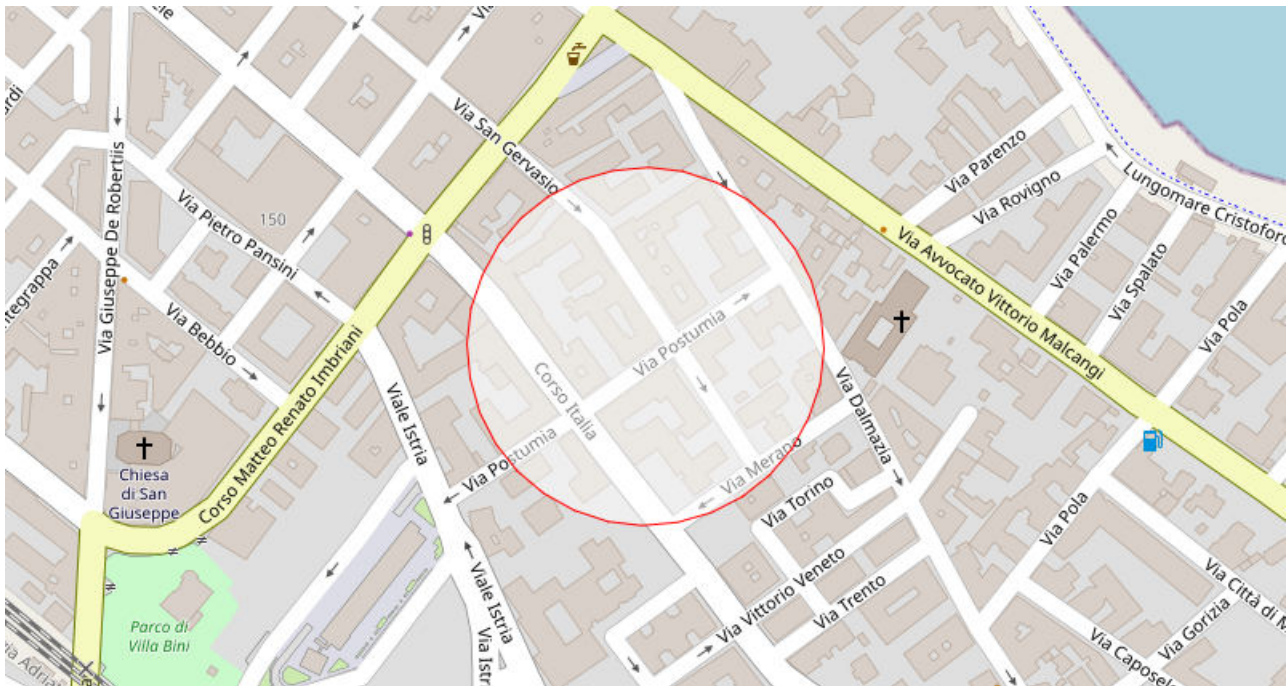 Via San Gervasio
Via Giuseppe De Robertiis
Via Pietro Pansini
150
Via Parenzo
Via Rovigno
Lungomare Cristoforo
Via Palermo
Via Spalato
Via Pola
Via Avvocato Vittorio Malcangi
Via Bebbio
Corso Matteo Renato Imbriani
Via Postumia
Corso Italia
Viale Istria
Via Postumia
Via Dalmazia
Via Merano
Chiesa
di San
Giuseppe
Via Torino
Via Pola
Via Vittorio Veneto
Via Trento
Viale Istria
Via Città di M
Via Gorizia
Via Caposel
Parco di
Villa Bini